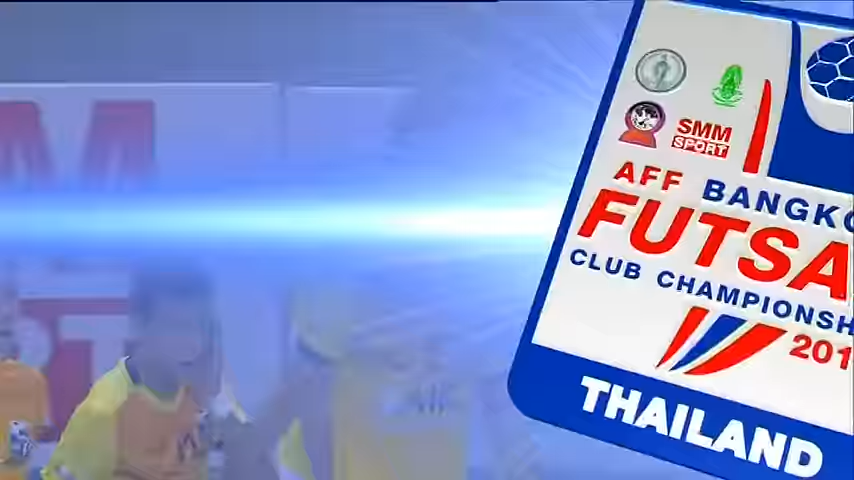 SMM
SPORT
AFF BANGKO
FUTSA
CLUB CHAMPIONSH
201
THAILAND